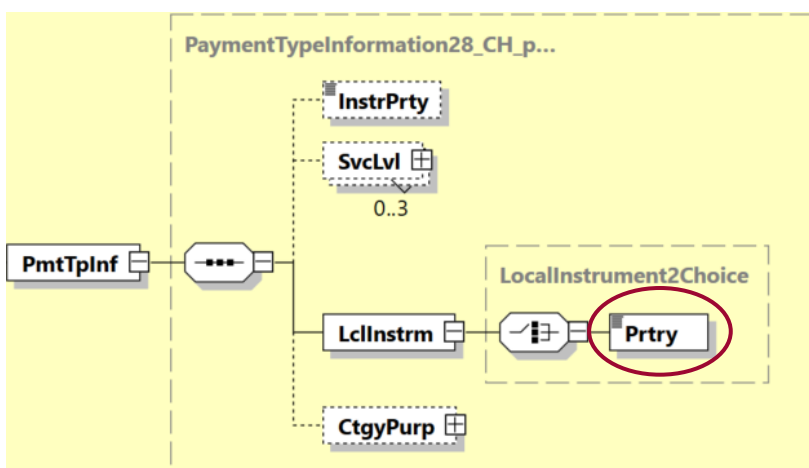 PaymentTypeInformation28_CH_p...
InstrPrty
SvcLvl
0..3
PmtTpInf
LocalInstrument2Choice
LclInstrm
Prtry
CtgyPurp